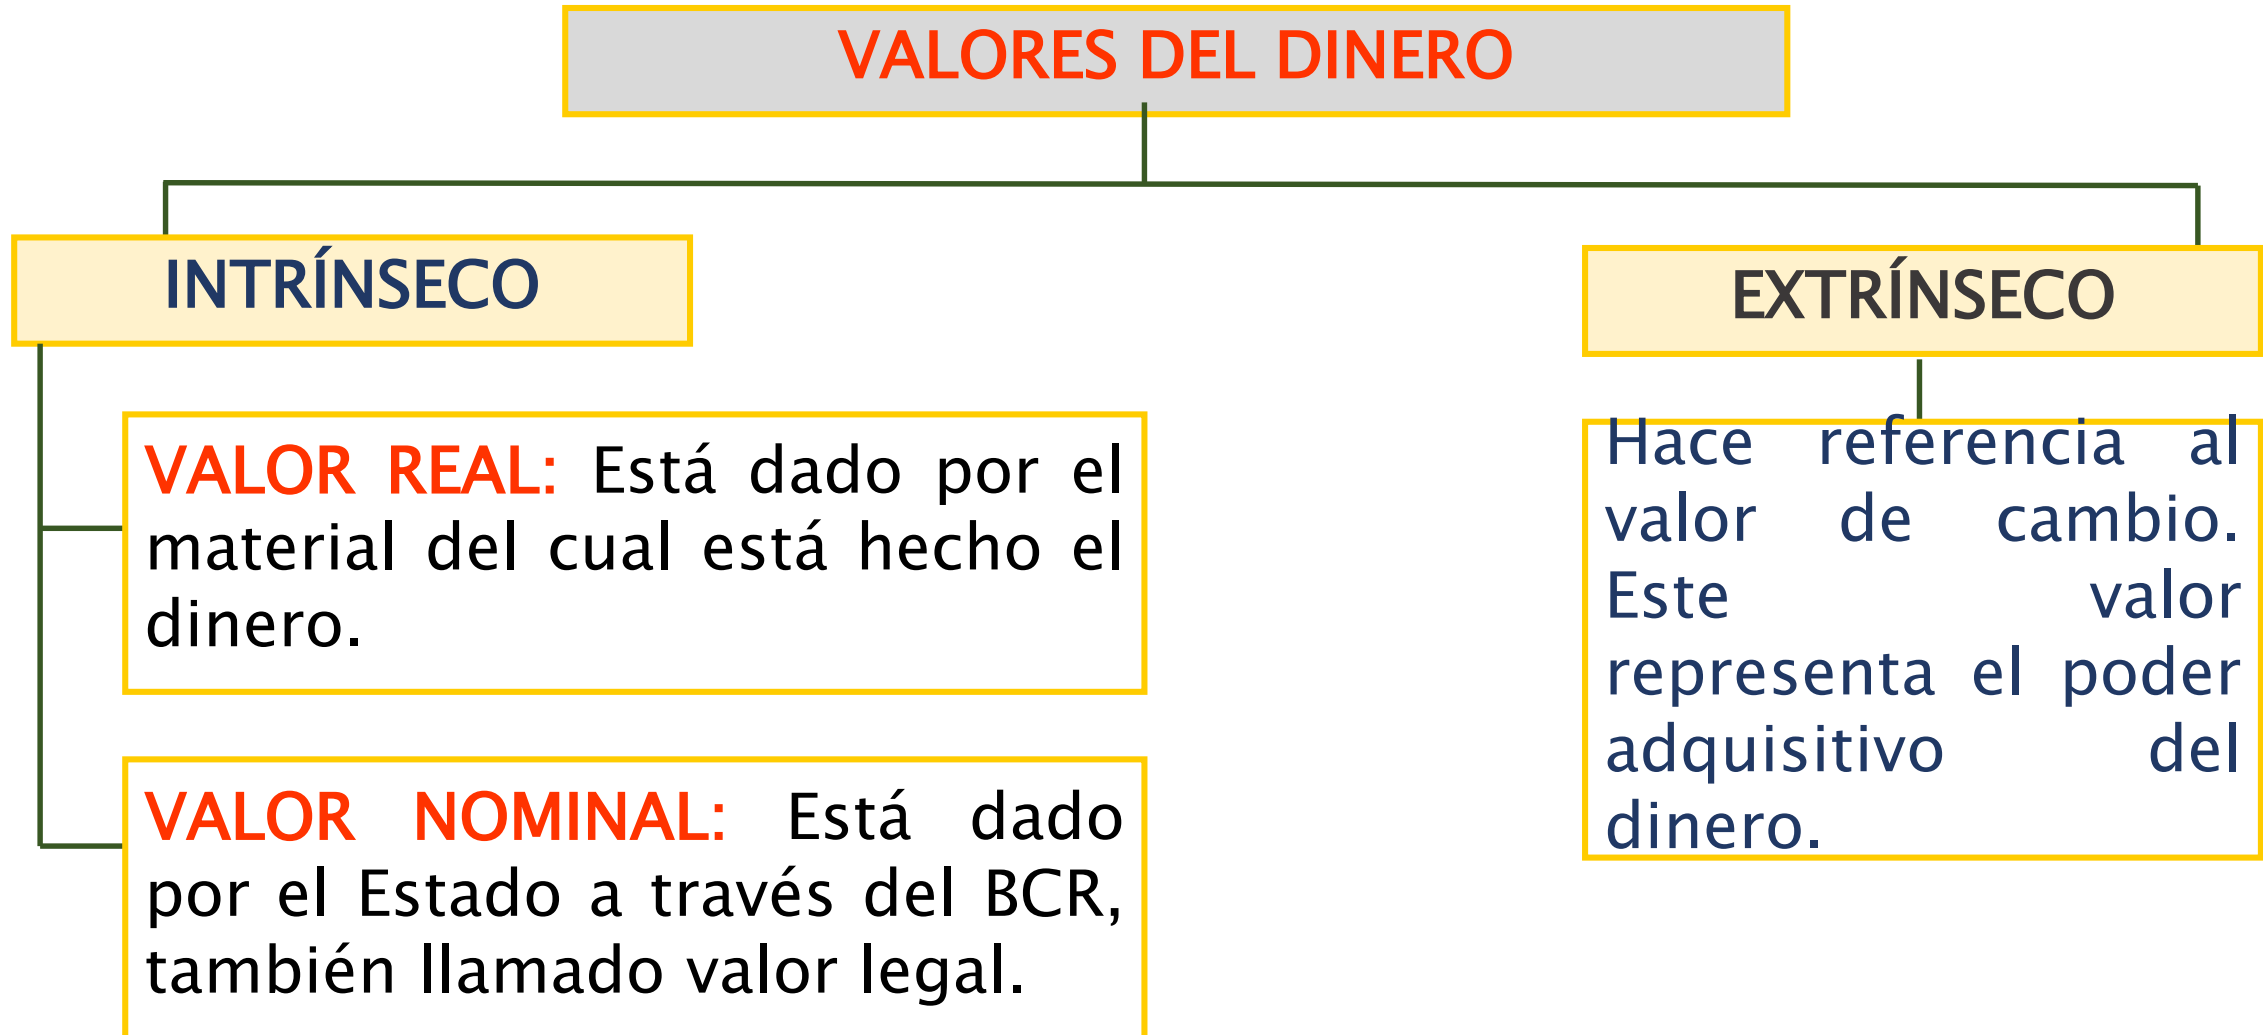 VALORES DEL DINERO
INTRÍNSECO
VALOR REAL: Está dado por el
material del cual está hecho el
dinero.
VALOR NOMINAL: Está dado
por el Estado a través del BCR,
también llamado valor legal.
EXTRÍNSECO
Hace referencia al
valor de cambio.
Este valor
representa el poder
adquisitivo del
dinero.